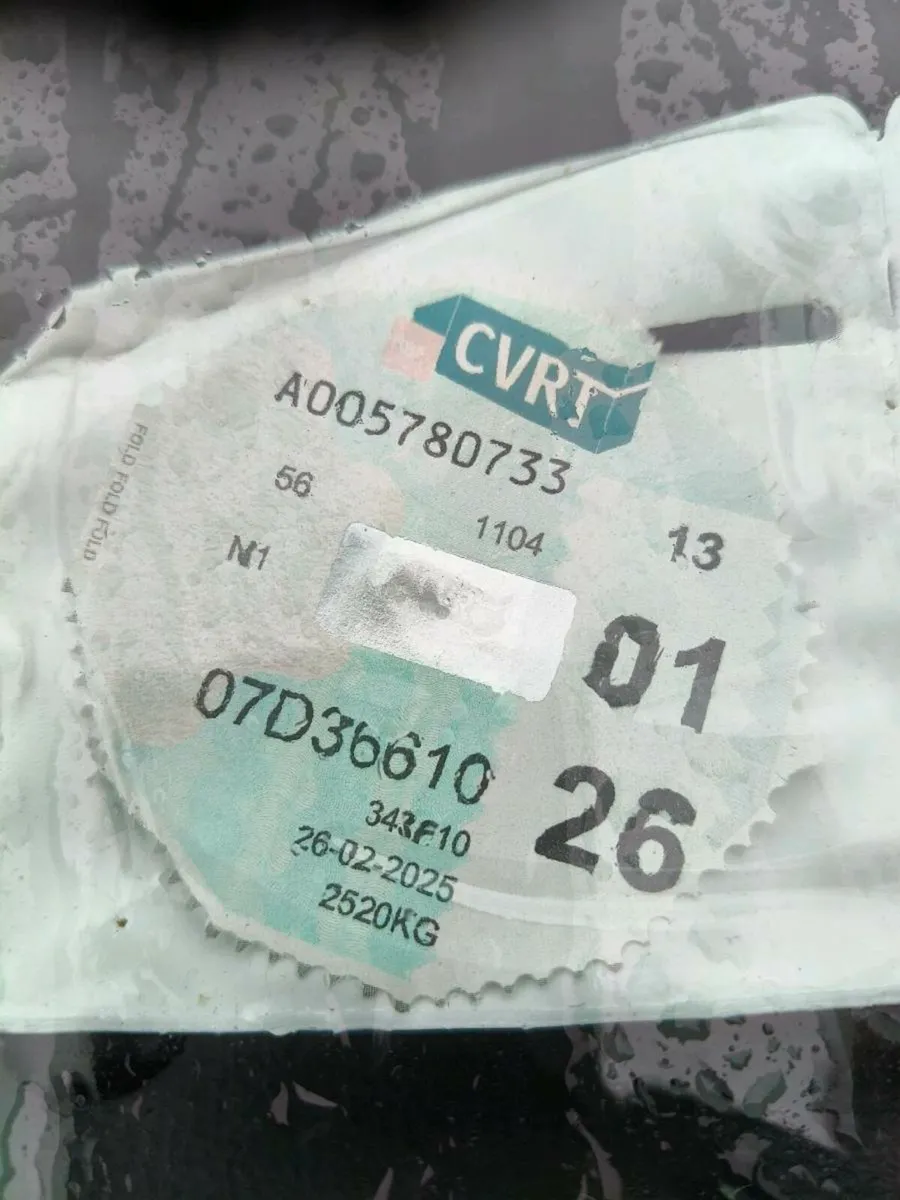 CVRT
A005780733
56
1104
13
N1
01
07D36610
26
343F10
26-02-2025
2520KG
FOLD FOLD FOLD